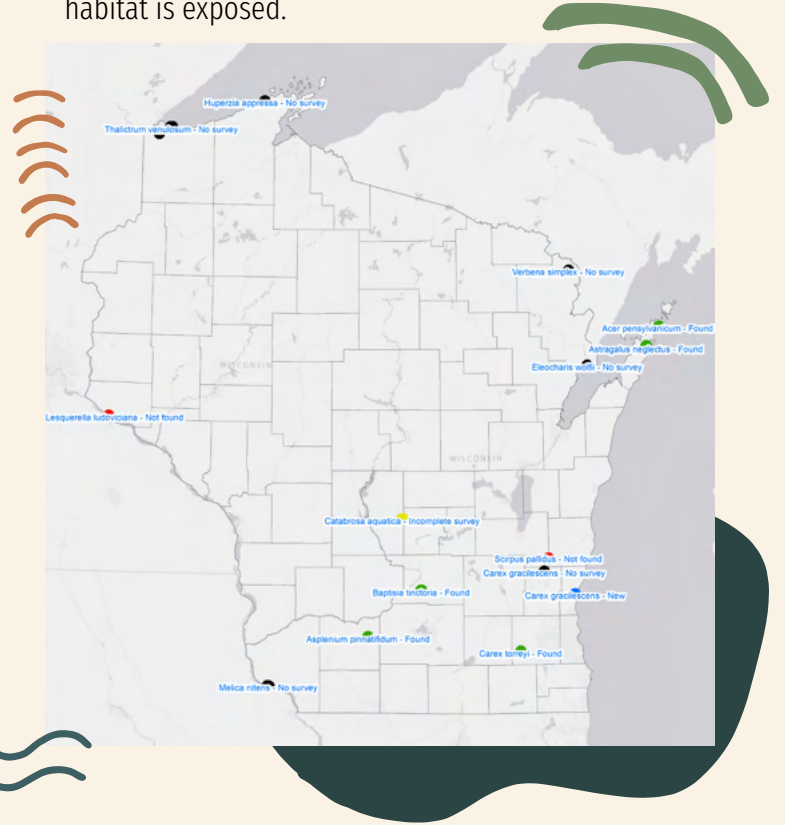 habitat is exposed.
Huperzia appressa - No survey
Thalictrum venulosum - No survey
Verbena simplex - No survey
Acer pensylvanicum - Found
Astragalus neglectus - Found
Eleocharis wolfii - No survey
WISCONSIN
Lesquerella ludoviciana - Not found
WISCONSIN
Catabrosa aquatica - Incomplete survey
Scirpus pallidus - Not found
Carex gracilescens - No survey
Baptisia tinctoria - Found
Carex gracilescens - New
Asplenium pinnatifidum - Found
Carex torreyi - Found
Melica nitens - No survey